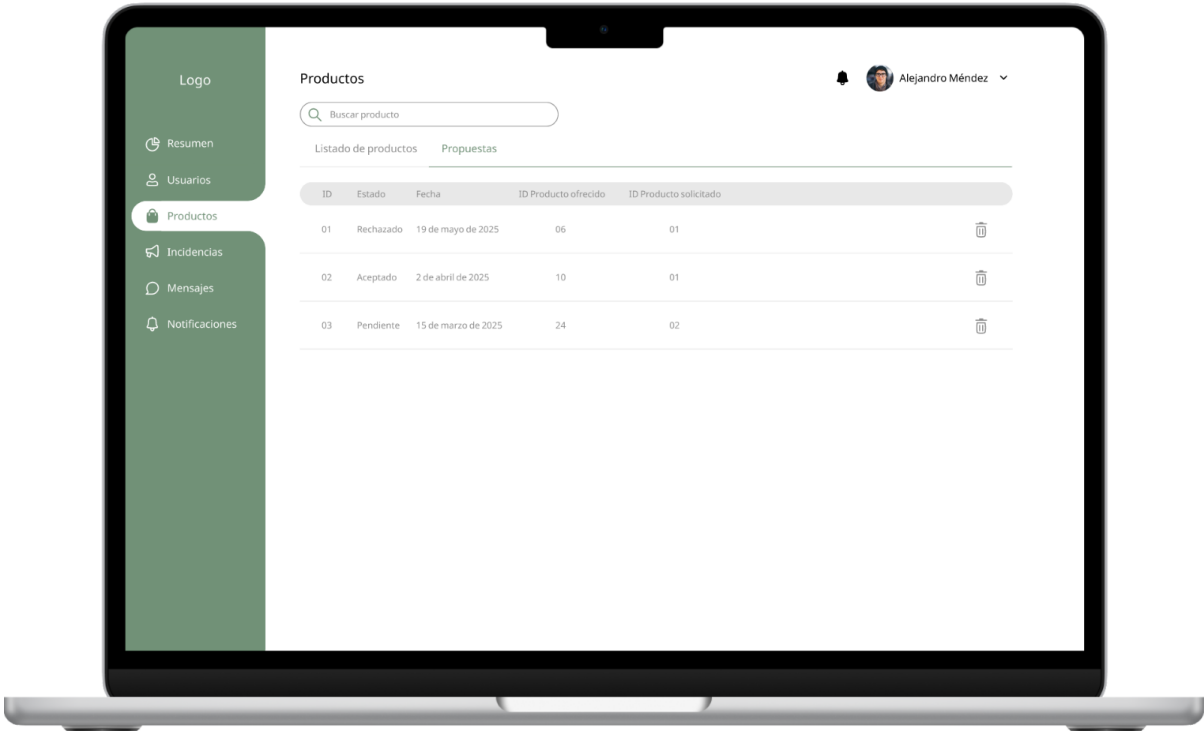 Logo
Resumen
Usuarios
Productos
Incidencias
Mensajes
Notificaciones
Productos
Alejandro Méndez
Buscar producto
Listado de productos Propuestas
ID Estado Fecha ID Producto ofrecido ID Producto solicitado
01 Rechazado 19 de mayo de 2025 06 01
02 Aceptado 2 de abril de 2025 10 01
03 Pendiente 15 de marzo de 2025 24 02